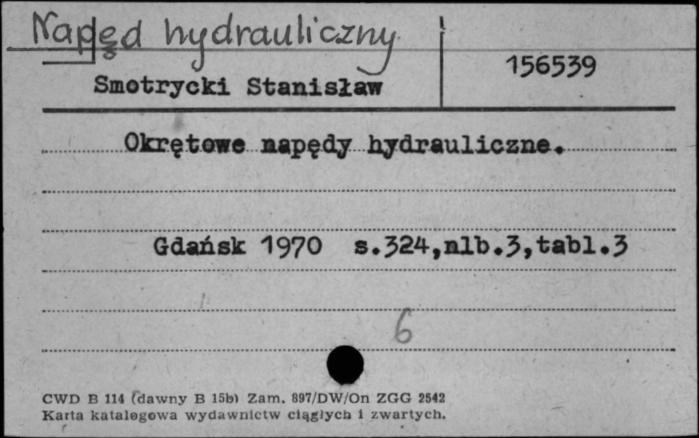 Napęd hydrauliczny
156539
Smotrycki Stanisław
Okrętowe napędy hydrauliczne.
Gdańsk 1970 s.324,nlb.3,tabl.3
6
CWD B 114 (dawny B 15b) Zam. 897/DW/On ZGG 2542
Karta katalogowa wydawnictw ciągłych i zwartych.